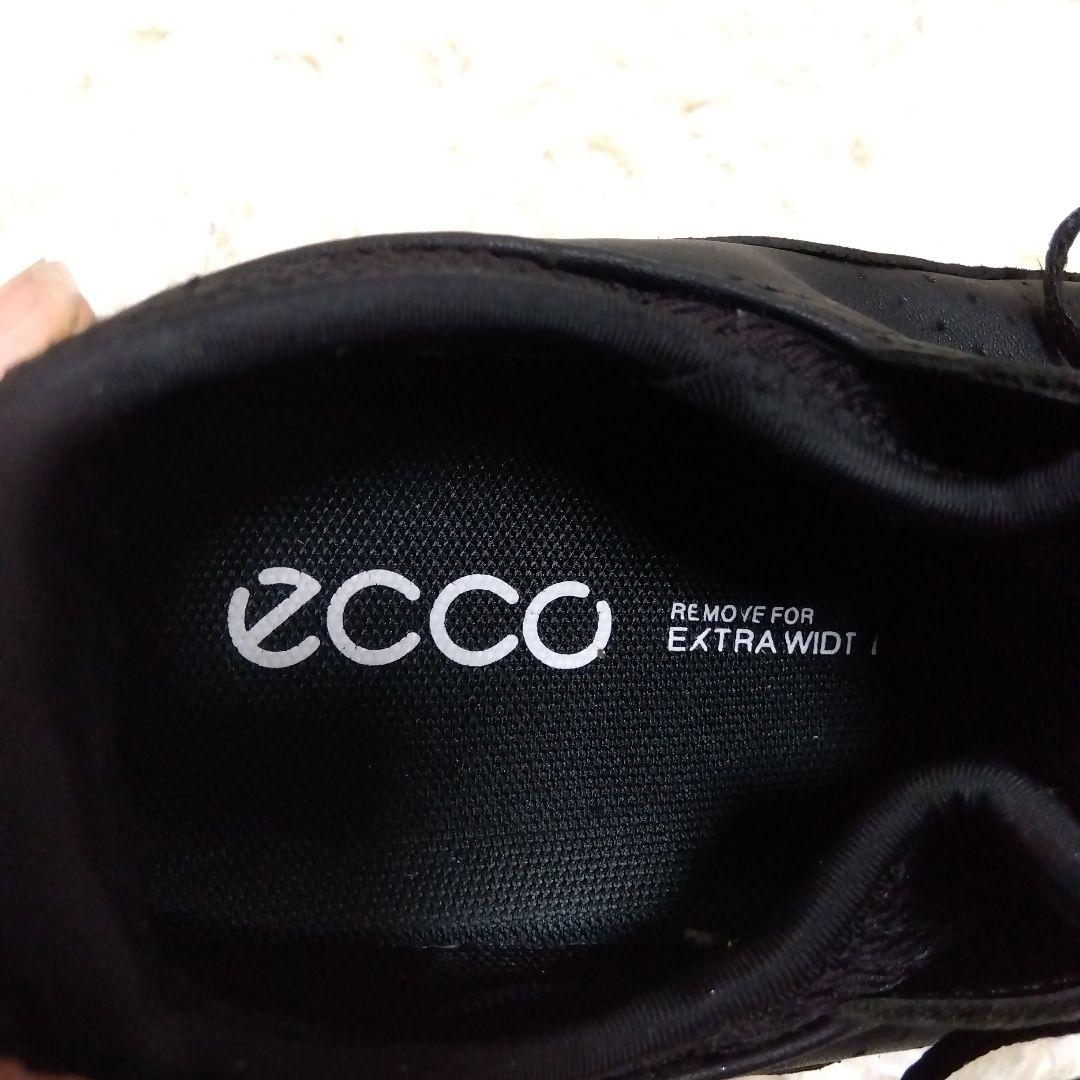 ecco
REMOVE FOR
EXTRA WIDT